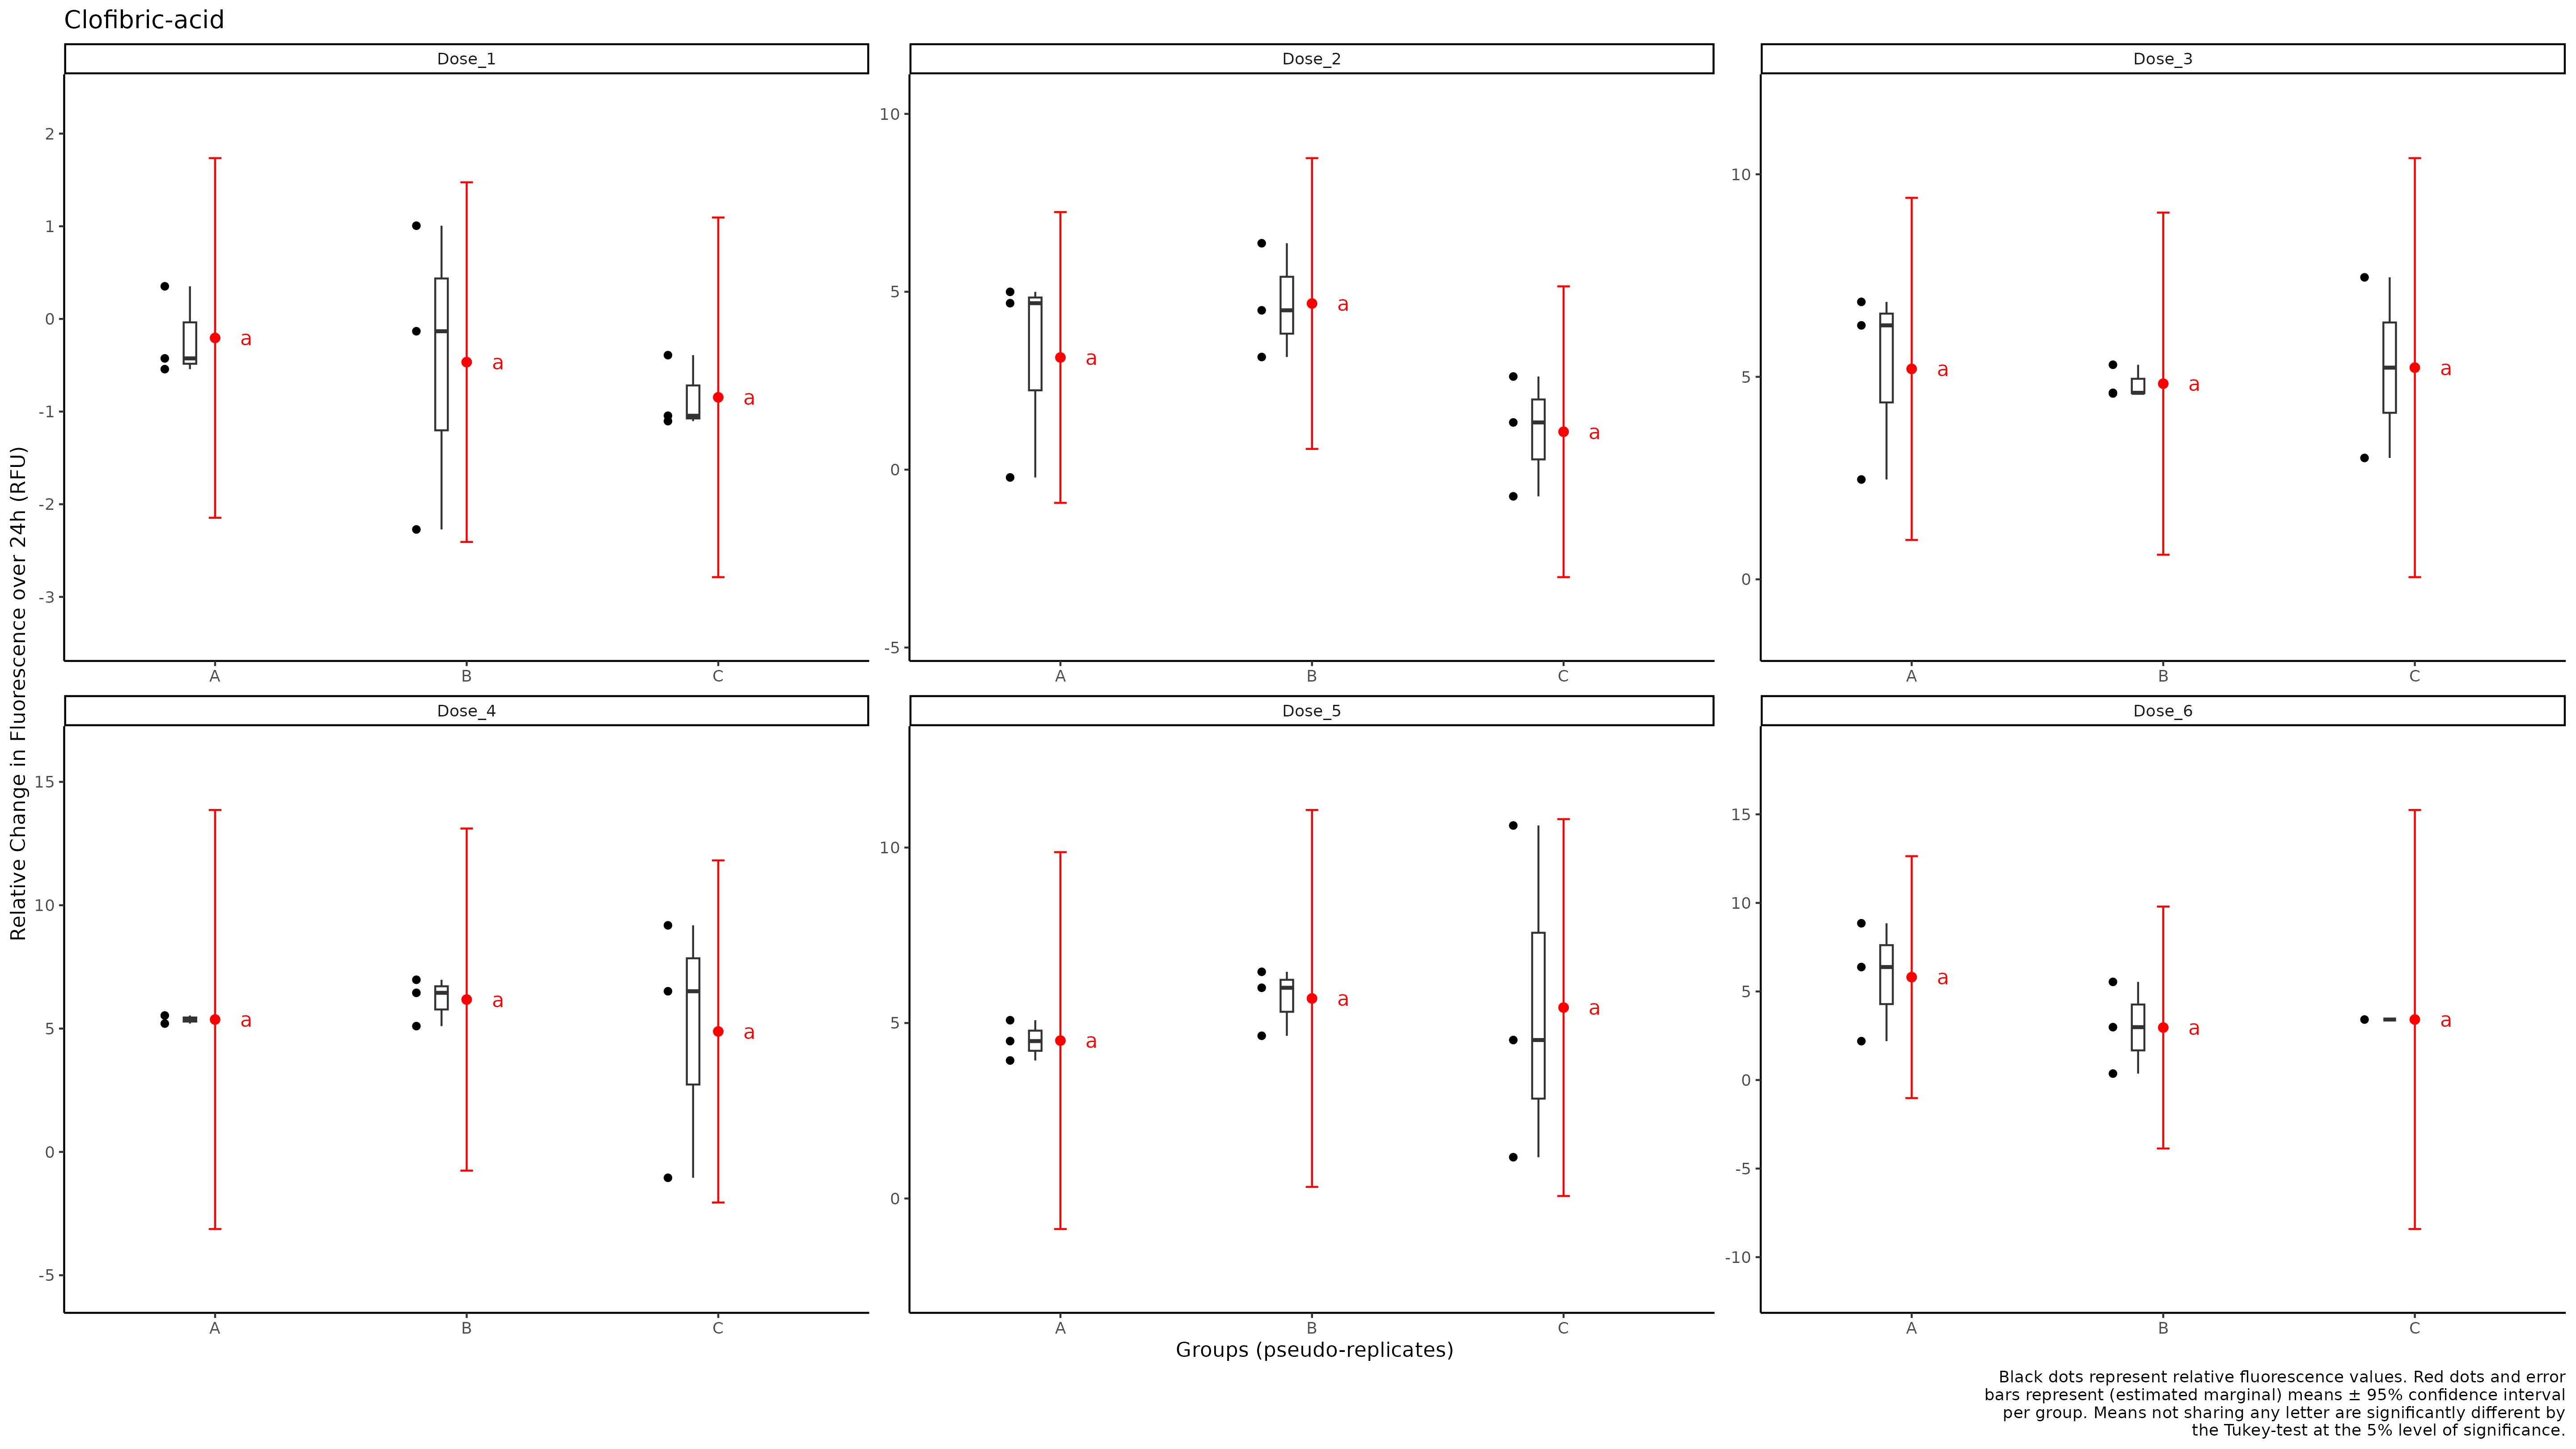 Clofibric-acid
Relative Change in Fluorescence over 24h (RFU)
Dose_1
2
1
0
-1
-2
-3
a
a
a
A
B
C
Dose_2
10
5
0
-5
a
a
a
A
B
C
Dose_3
10
5
0
a
a
a
A
B
C
Dose_4
15
10
5
0
-5
a
a
a
A
B
C
Dose_5
10
5
0
a
a
a
A
B
C
Dose_6
15
10
5
0
-5
-10
a
a
a
A
B
C
Groups (pseudo-replicates)
Black dots represent relative fluorescence values. Red dots and error
bars represent (estimated marginal) means ± 95% confidence interval
per group. Means not sharing any letter are significantly different by
the Tukey-test at the 5% level of significance.